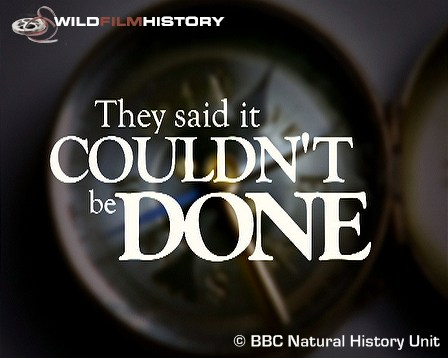 WILDFILMHISTORY
They said it
COULDN'T
be DONE
© BBC Natural History Unit